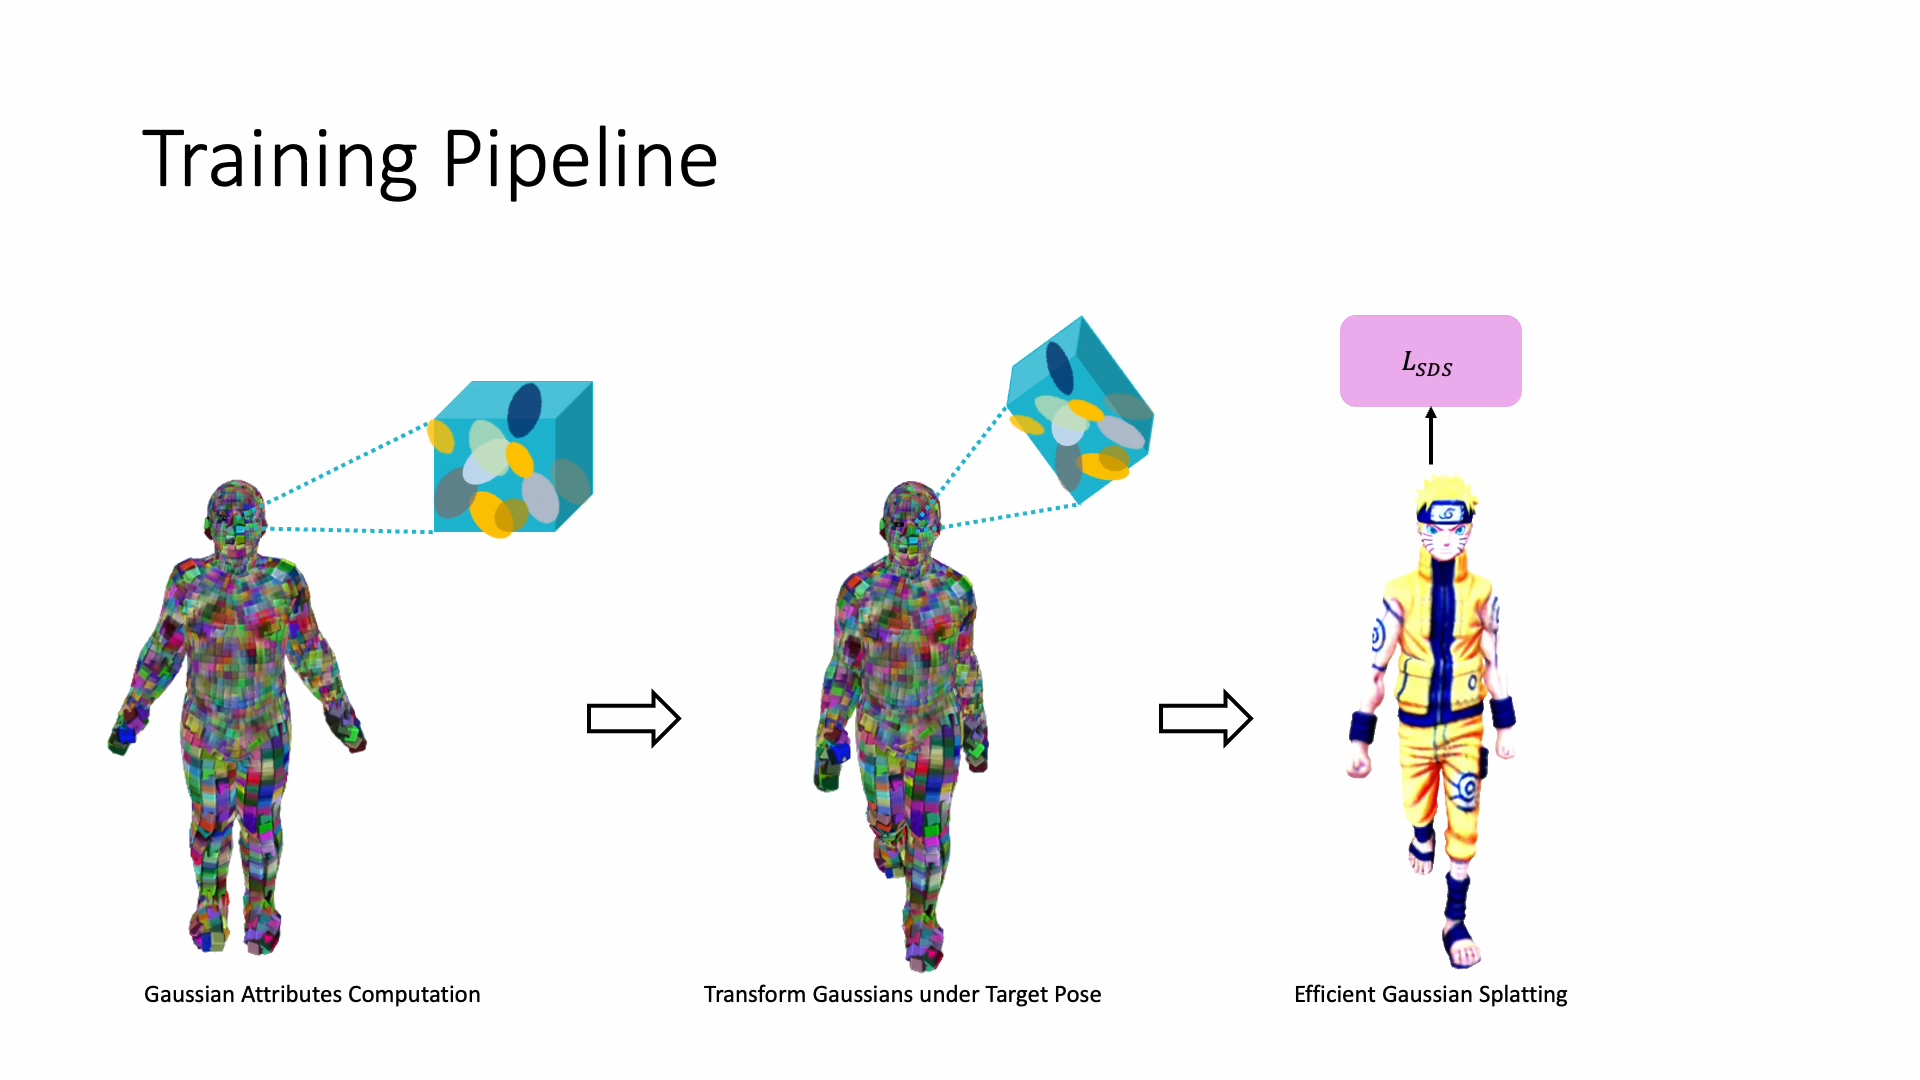 Training Pipeline
L_SDS
Gaussian Attributes Computation
Transform Gaussians under Target Pose
Efficient Gaussian Splatting